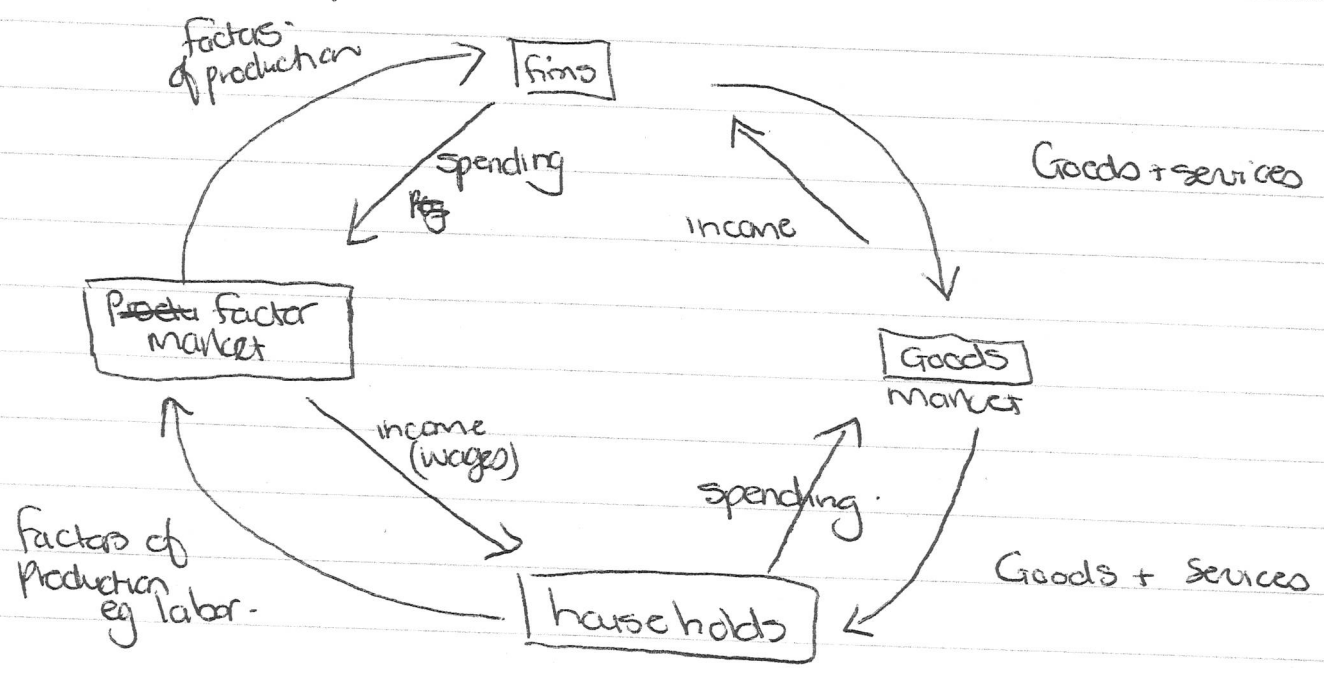 factors
of production
firms
spending
Goods + services
income
factor
market
Goods
market
income
(wages)
spending.
factors of
production
eg labor.
Goods + services
households